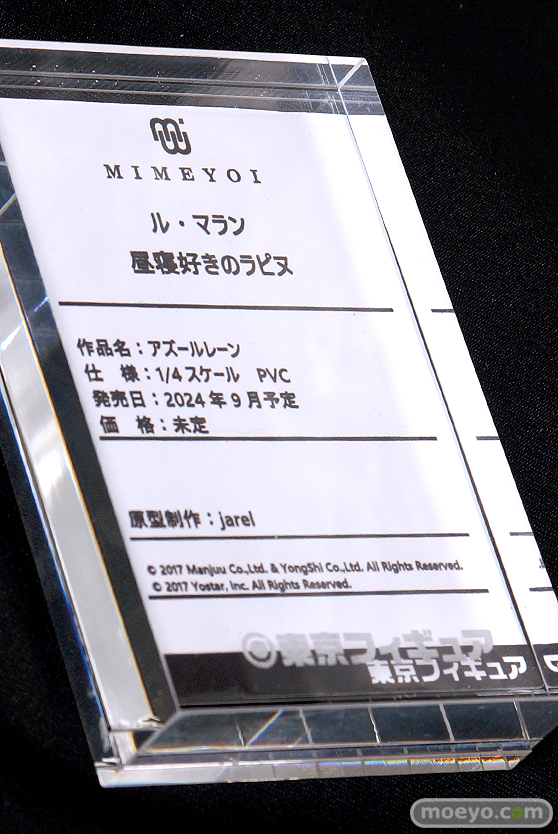 MIMEYOI
ル・マラン
昼寝好きのラピヌ
作品名：アズールレーン
仕　様：1/4スケール　PVC
発売日：2024年9月予定
価　格：未定
原型制作：jarel
© 2017 Manjuu Co.,Ltd. & YongShi Co.,Ltd. All Rights Reserved.
© 2017 Yostar, Inc. All Rights Reserved.
東京フィギュア
東京フィギュア
moeyo.com